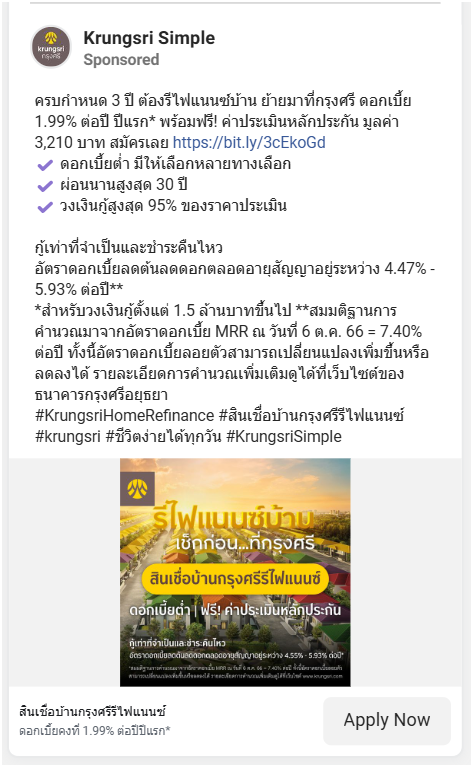 Krungsri Simple
Sponsored
krungsri
กรุงศรี
ครบกำหนด 3 ปี ต้องรีไฟแนนซ์บ้าน ย้ายมาที่กรุงศรี ดอกเบี้ย
1.99% ต่อปี ปีแรก* พร้อมฟรี! ค่าประเมินหลักประกัน มูลค่า
3,210 บาท สมัครเลย https://bit.ly/3cEkoGd
ดอกเบี้ยต่ำ มีให้เลือกหลายทางเลือก
ผ่อนนานสูงสุด 30 ปี
วงเงินกู้สูงสุด 95% ของราคาประเมิน
กู้เท่าที่จำเป็นและชำระคืนไหว
อัตราดอกเบี้ยลดต้นลดดอกตลอดอายุสัญญาอยู่ระหว่าง 4.47% -
5.93% ต่อปี**
*สำหรับวงเงินกู้ตั้งแต่ 1.5 ล้านบาทขึ้นไป **สมมติฐานการ
คำนวณมาจากอัตราดอกเบี้ย MRR ณ วันที่ 6 ต.ค. 66 = 7.40%
ต่อปี ทั้งนี้อัตราดอกเบี้ยลอยตัวสามารถเปลี่ยนแปลงเพิ่มขึ้นหรือ
ลดลงได้ รายละเอียดการคำนวณเพิ่มเติมดูได้ที่เว็บไซต์ของ
ธนาคารกรุงศรีอยุธยา
#KrungsriHomeRefinance #สินเชื่อบ้านกรุงศรีรีไฟแนนซ์
#krungsri #ชีวิตง่ายได้ทุกวัน #KrungsriSimple
รีไฟแนนซ์บ้าน
เช็กก่อน...ที่กรุงศรี
สินเชื่อบ้านกรุงศรีรีไฟแนนซ์
ดอกเบี้ยต่ำ | ฟรี! ค่าประเมินหลักประกัน
กู้เท่าที่จำเป็นและชำระคืนไหว
อัตราดอกเบี้ยลดต้นลดดอกตลอดอายุสัญญาอยู่ระหว่าง 4.55% - 5.93% ต่อปี*
สินเชื่อบ้านกรุงศรีรีไฟแนนซ์
ดอกเบี้ยคงที่ 1.99% ต่อปีปีแรก*
Apply Now